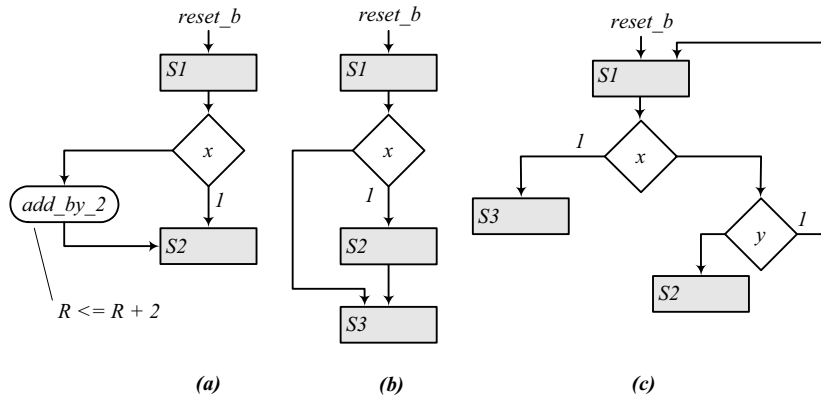 reset_b
S1
x
1
add_by_2
S2
R <= R + 2
(a)
reset_b
S1
x
1
S2
S3
(b)
reset_b
S1
1
x
S3
y
1
S2
(c)